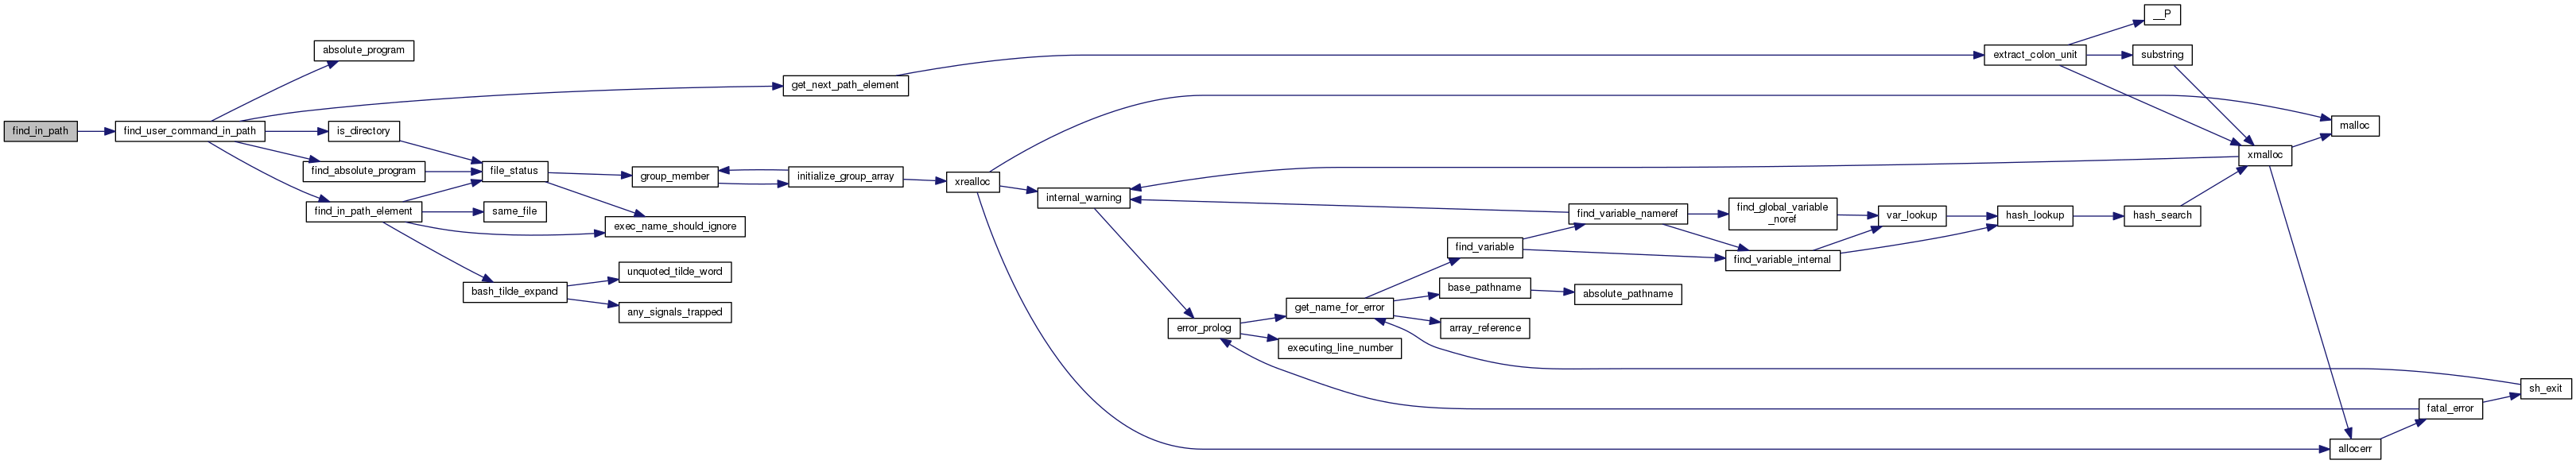 find_in_path
find_user_command_in_path
absolute_program
get_next_path_element
is_directory
find_absolute_program
find_in_path_element
file_status
same_file
exec_name_should_ignore
bash_tilde_expand
unquoted_tilde_word
any_signals_trapped
group_member
initialize_group_array
xrealloc
internal_warning
error_prolog
get_name_for_error
executing_line_number
find_variable
base_pathname
array_reference
absolute_pathname
find_variable_nameref
find_global_variable
_noref
find_variable_internal
var_lookup
hash_lookup
hash_search
extract_colon_unit
__P
substring
xmalloc
malloc
allocerr
fatal_error
sh_exit